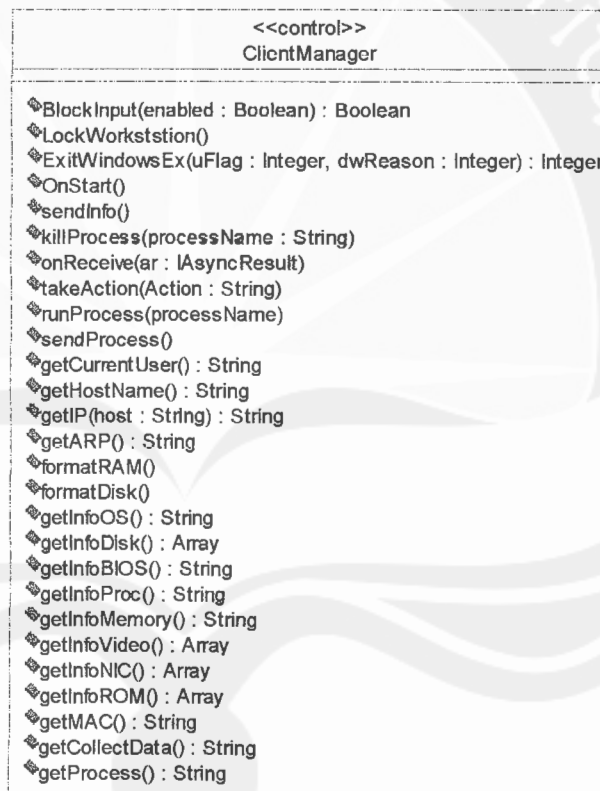 <<control>>
ClientManager
BlockInput(enabled : Boolean) : Boolean
LockWorkststion()
ExitWindowsEx(uFlag : Integer, dwReason : Integer) : Integer
OnStart()
sendInfo()
killProcess(processName : String)
onReceive(ar : IAsyncResult)
takeAction(Action : String)
runProcess(processName)
sendProcess()
getCurrentUser() : String
getHostName() : String
getIP(host : String) : String
getARP() : String
formatRAM()
formatDisk()
getInfoOS() : String
getInfoDisk() : Array
getInfoBIOS() : String
getInfoProc() : String
getInfoMemory() : String
getInfoVideo() : Array
getInfoNIC() : Array
getInfoROM() : Array
getMAC() : String
getCollectData() : String
getProcess() : String